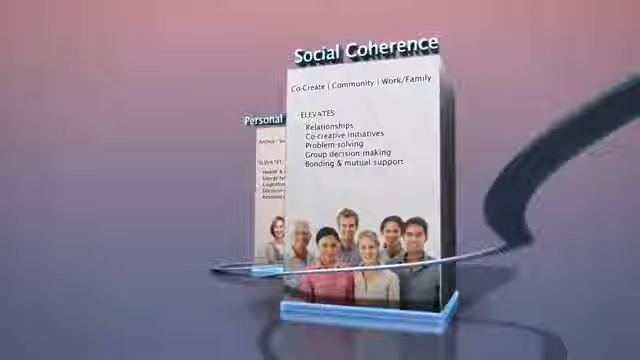 Social Coherence
Co-Create | Community | Work/Family
ELEVATES:
Relationships
Co-creative initiatives
Problem-solving
Group decision-making
Bonding & mutual support
Personal
ELEVATES: